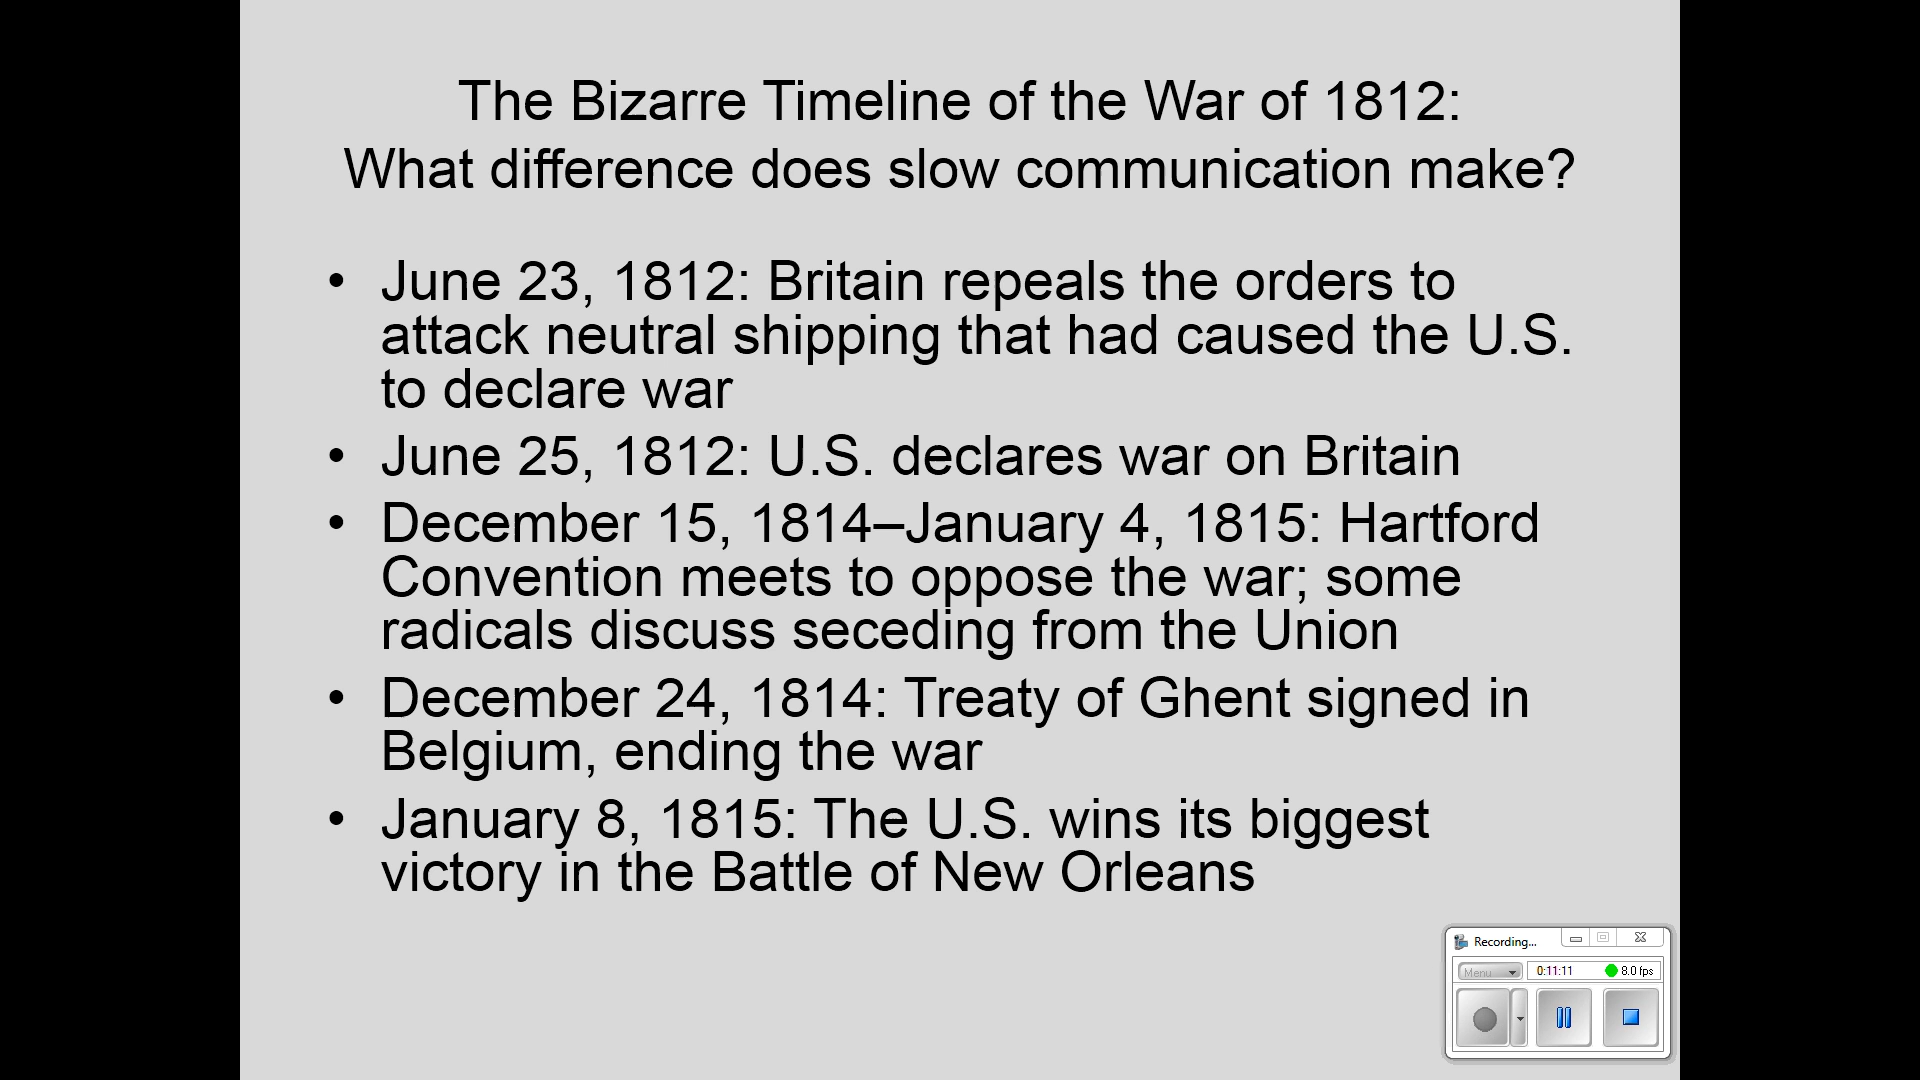 The Bizarre Timeline of the War of 1812:
What difference does slow communication make?
• June 23, 1812: Britain repeals the orders to
attack neutral shipping that had caused the U.S.
to declare war
• June 25, 1812: U.S. declares war on Britain
• December 15, 1814–January 4, 1815: Hartford
Convention meets to oppose the war; some
radicals discuss seceding from the Union
• December 24, 1814: Treaty of Ghent signed in
Belgium, ending the war
• January 8, 1815: The U.S. wins its biggest
victory in the Battle of New Orleans
Recording...
Menu 0:11:11 8.0 fps